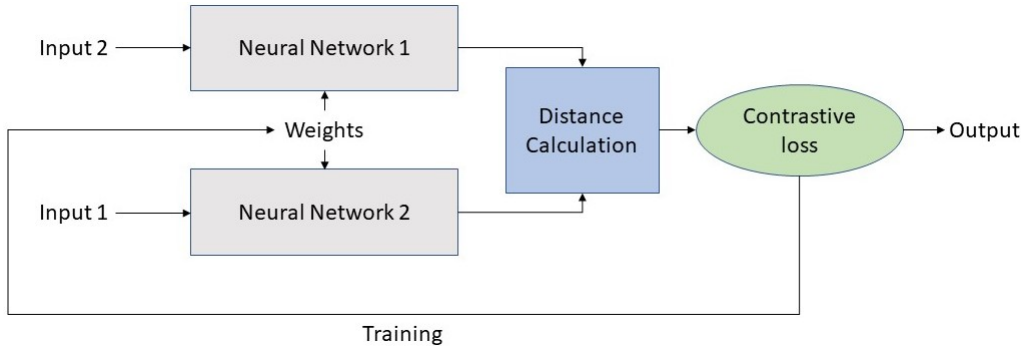 Input 2
Neural Network 1
Distance
Calculation
Contrastive
loss
Output
Weights
Input 1
Neural Network 2
Training